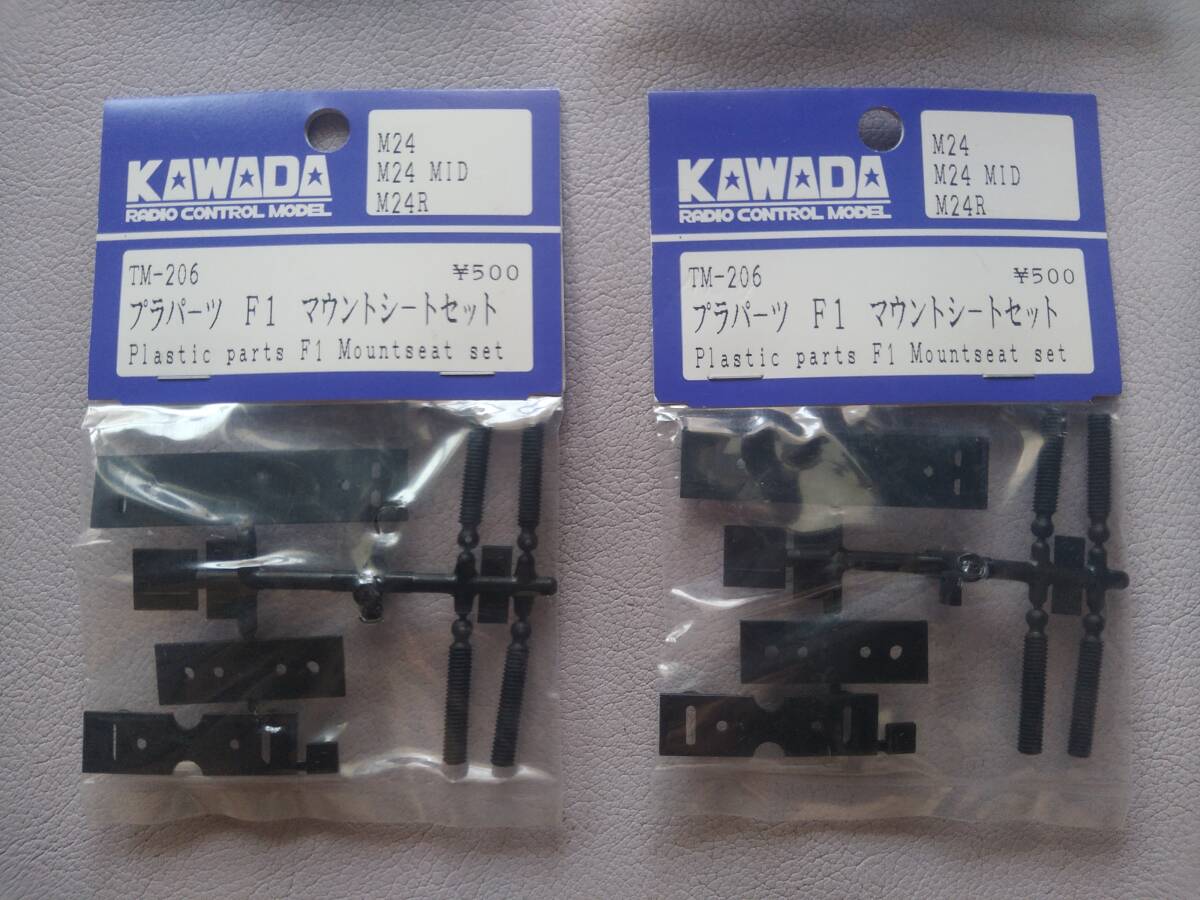 KAWADA
RADIO CONTROL MODEL
M24
M24 MID
M24R
TM-206 ¥500
プラパーツ F1 マウントシートセット
Plastic parts F1 Mountseat set
KAWADA
RADIO CONTROL MODEL
M24
M24 MID
M24R
TM-206 ¥500
プラパーツ F1 マウントシートセット
Plastic parts F1 Mountseat set